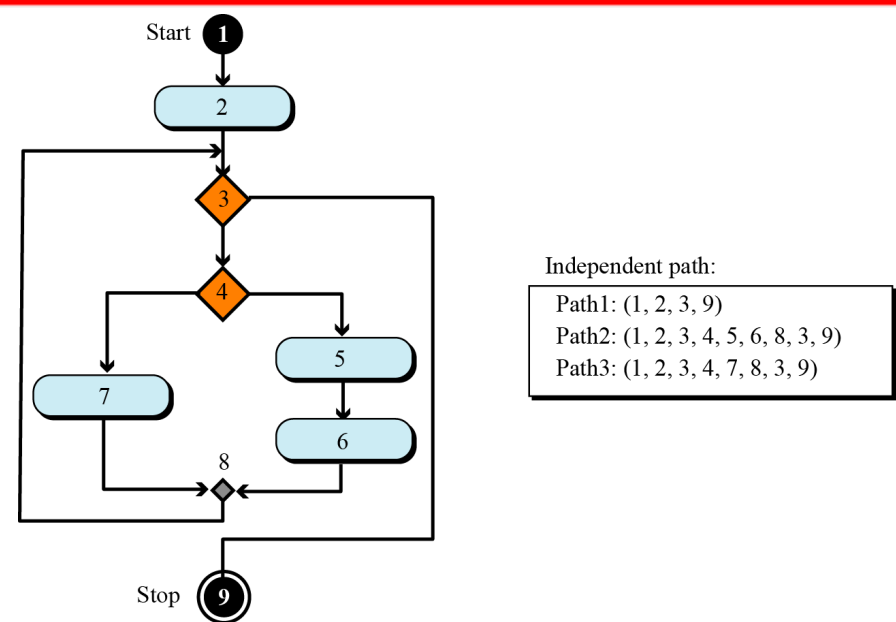 Start 1
2
3
4
5
7
6
8
Stop 9
Independent path:
Path1: (1, 2, 3, 9)
Path2: (1, 2, 3, 4, 5, 6, 8, 3, 9)
Path3: (1, 2, 3, 4, 7, 8, 3, 9)